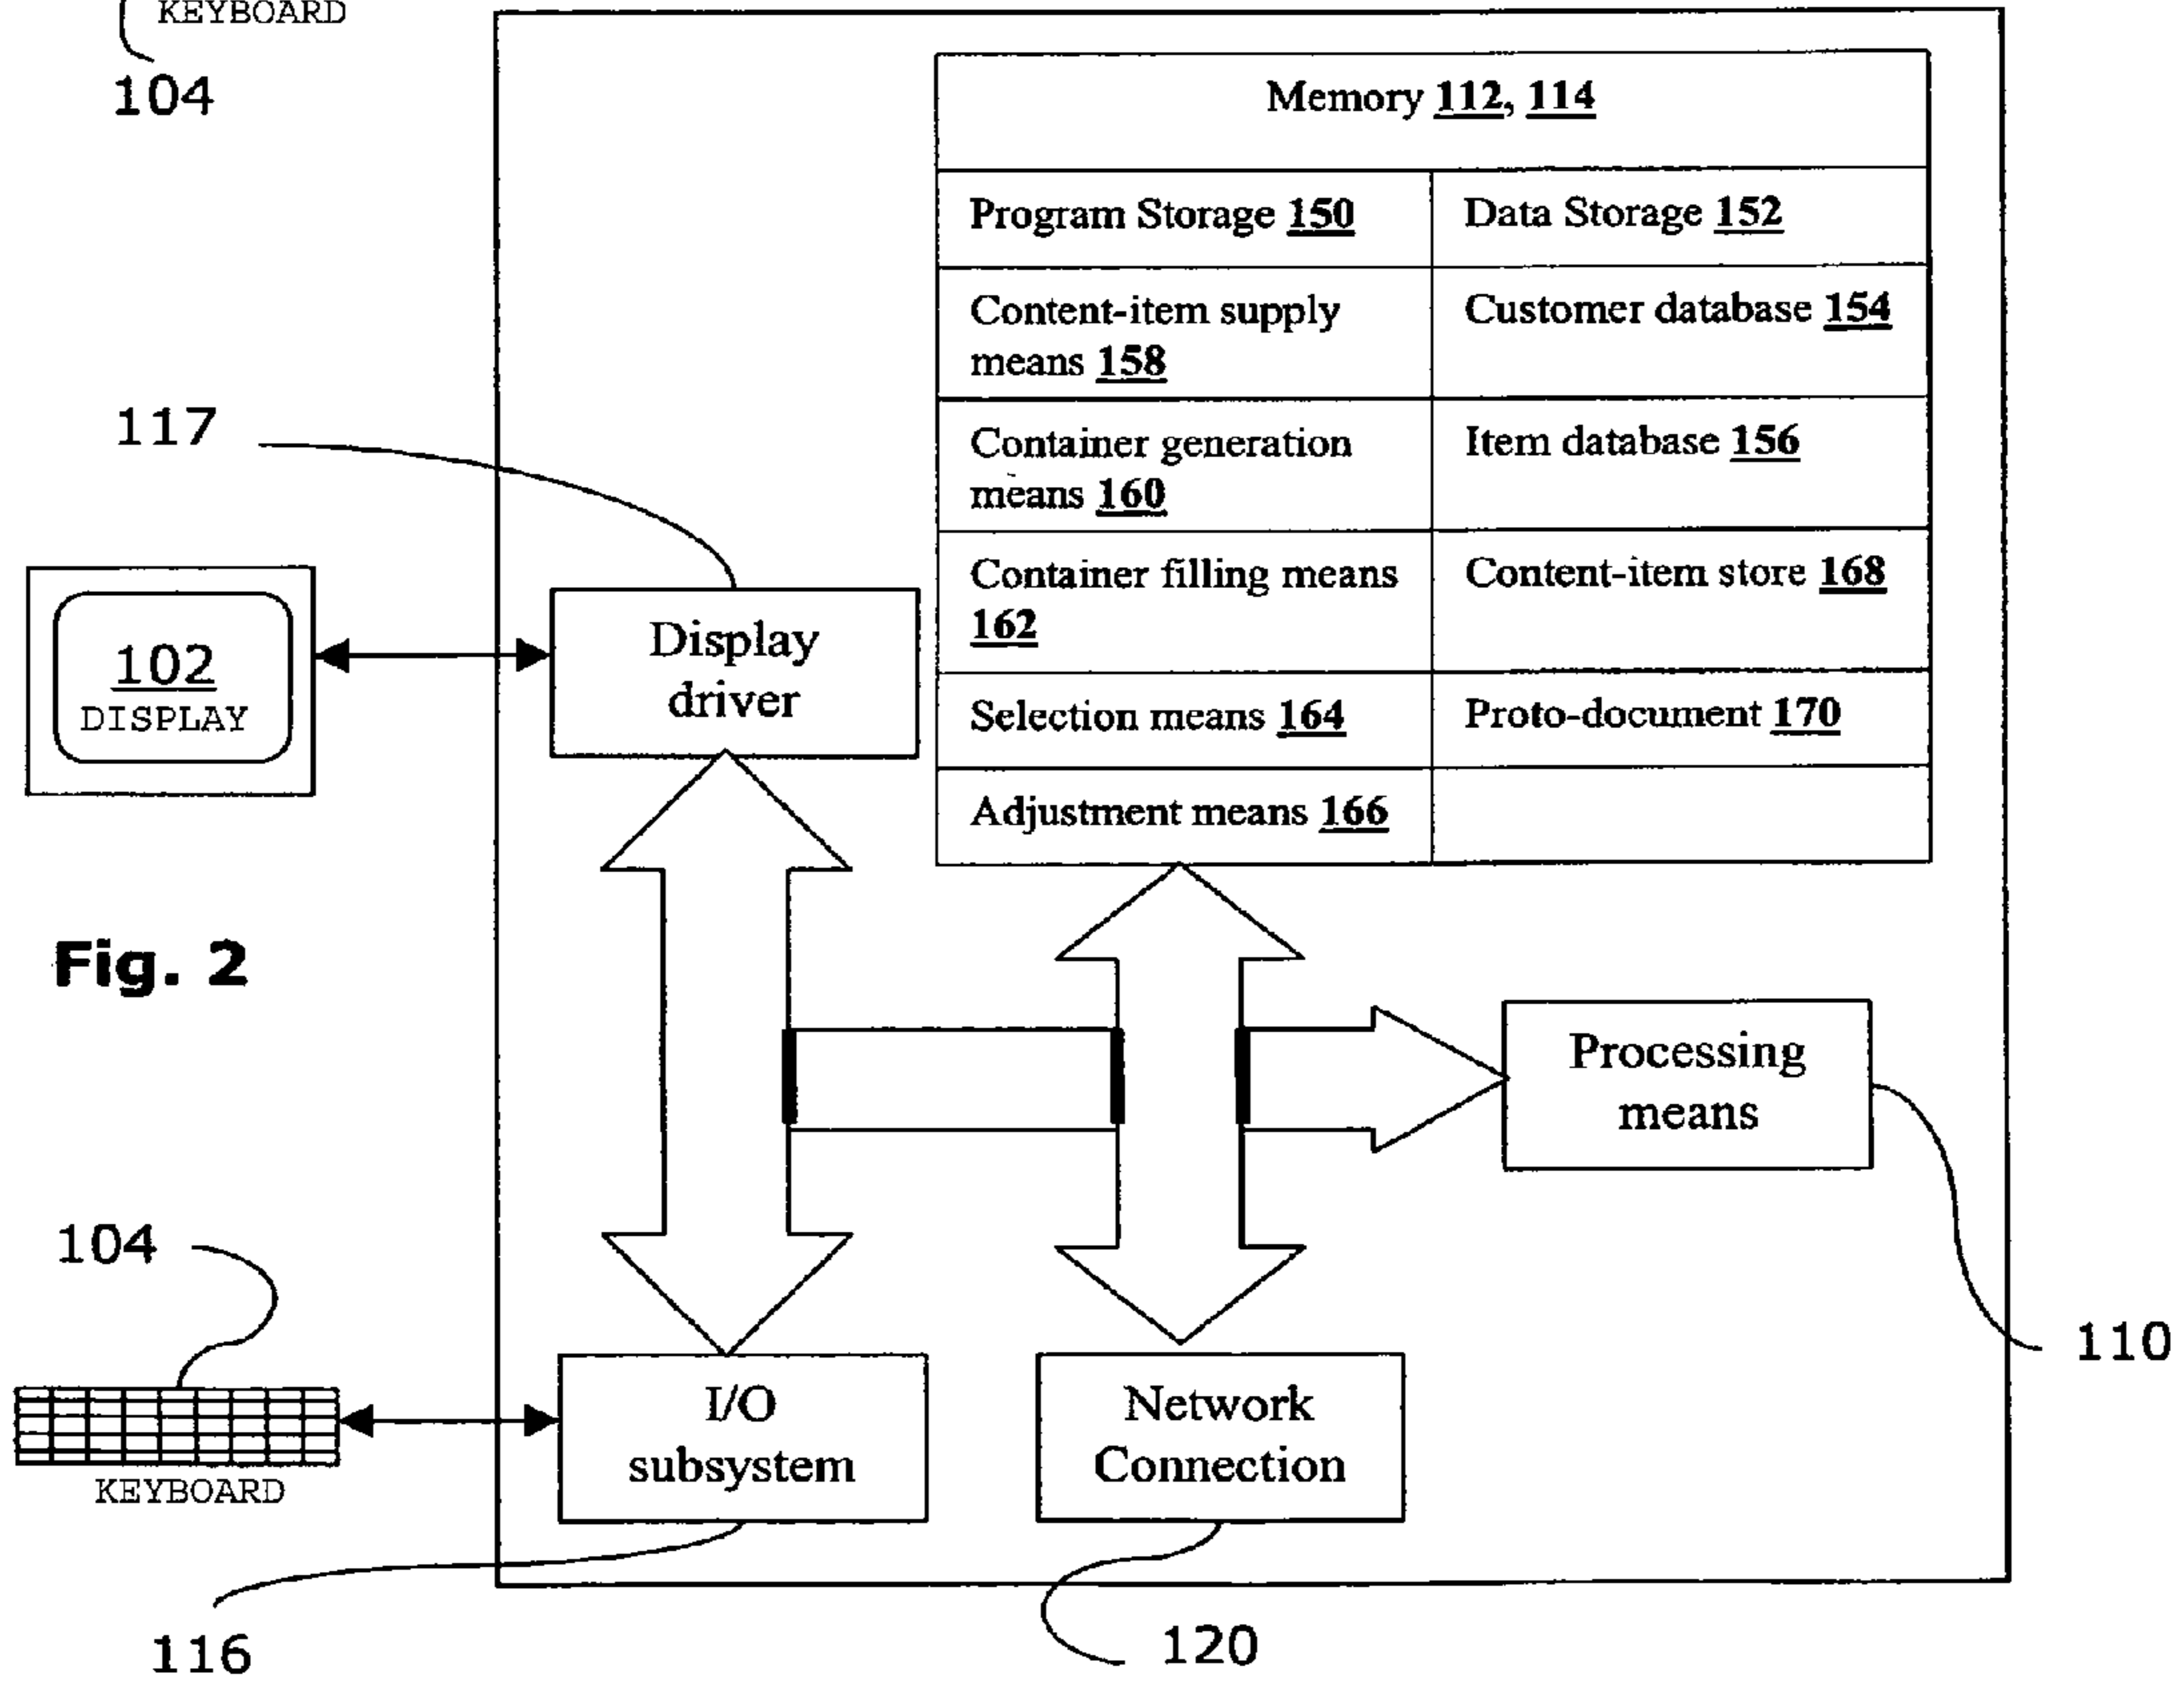 KEYBOARD
104
Memory 112, 114
Program Storage 150
Data Storage 152
Content-item supply
means 158
Customer database 154
Container generation
means 160
Item database 156
Container filling means
162
Content-item store 168
Selection means 164
Proto-document 170
Adjustment means 166
117
102
DISPLAY
Display
driver
Fig. 2
Processing
means
104
110
KEYBOARD
I/O
subsystem
Network
Connection
116
120